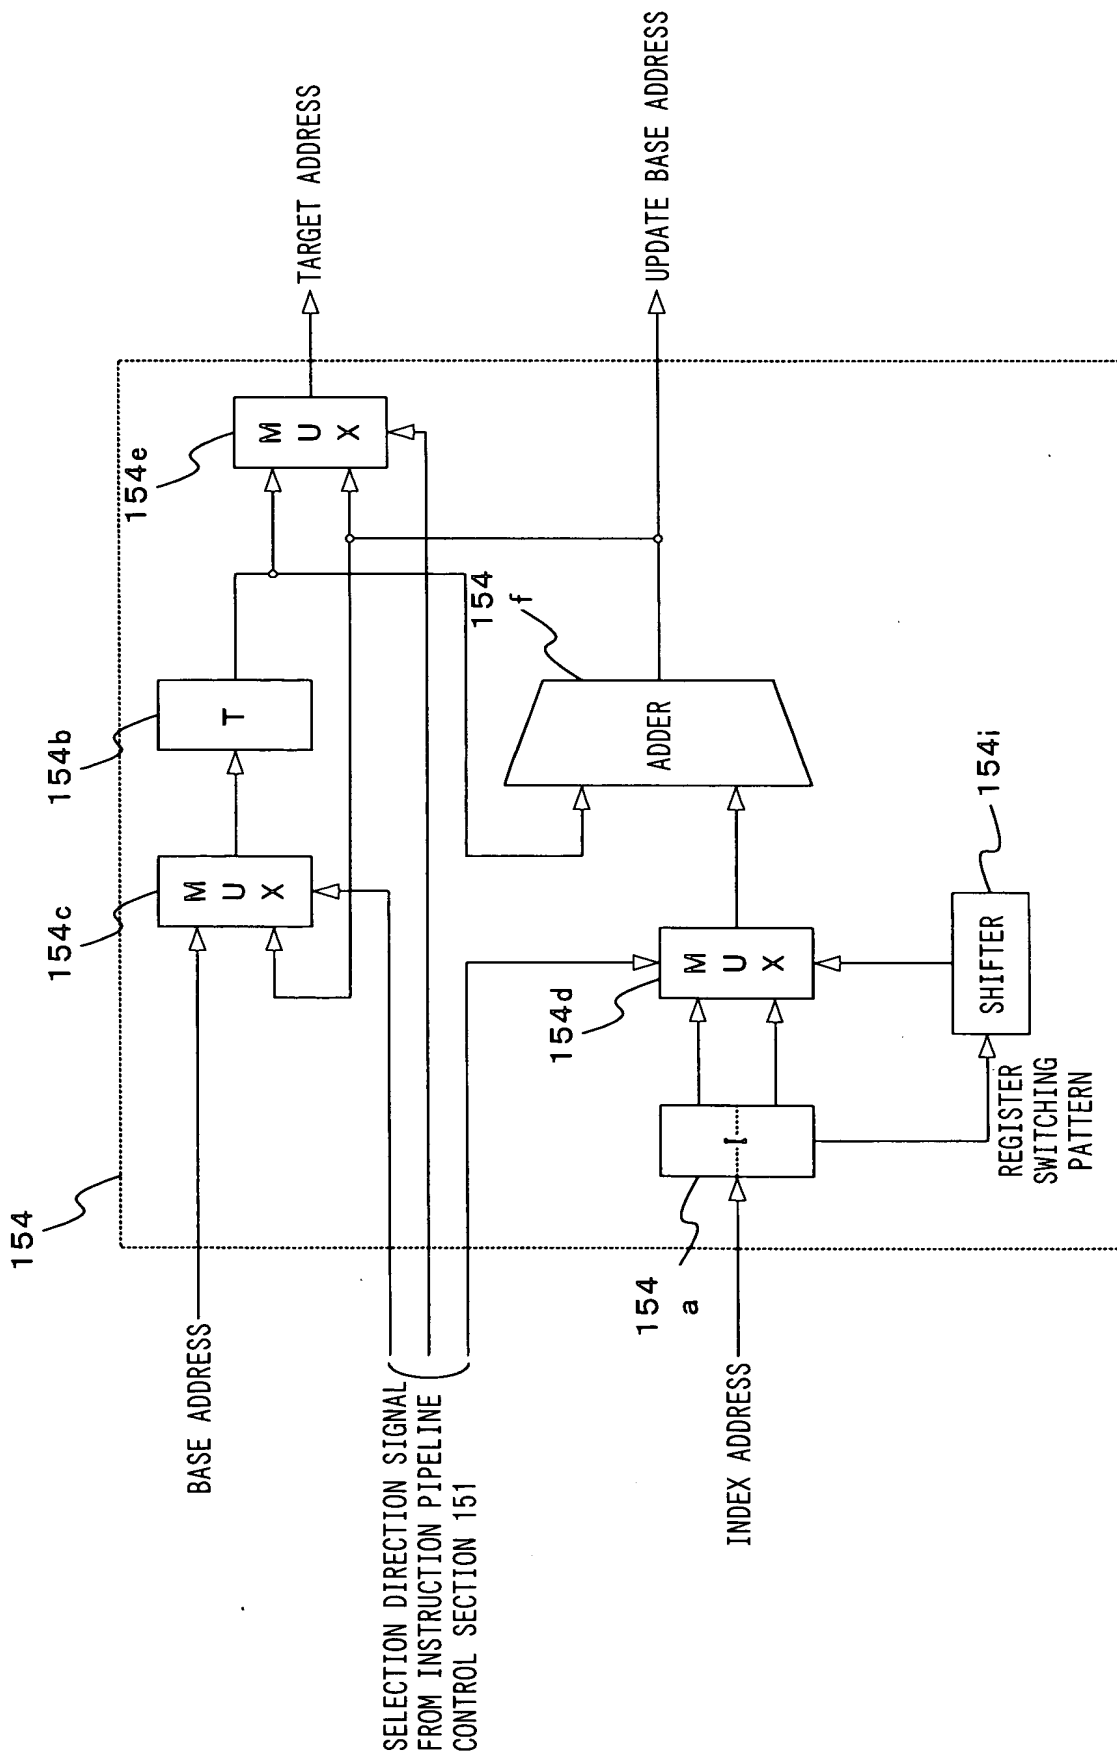 154
BASE ADDRESS
154c
M U X
154b
T
154e
M U X
TARGET ADDRESS
SELECTION DIRECTION SIGNAL
FROM INSTRUCTION PIPELINE
CONTROL SECTION 151
154
f
ADDER
UPDATE BASE ADDRESS
154d
M U X
154
a
I
INDEX ADDRESS
SHIFTER
154i
REGISTER
SWITCHING
PATTERN